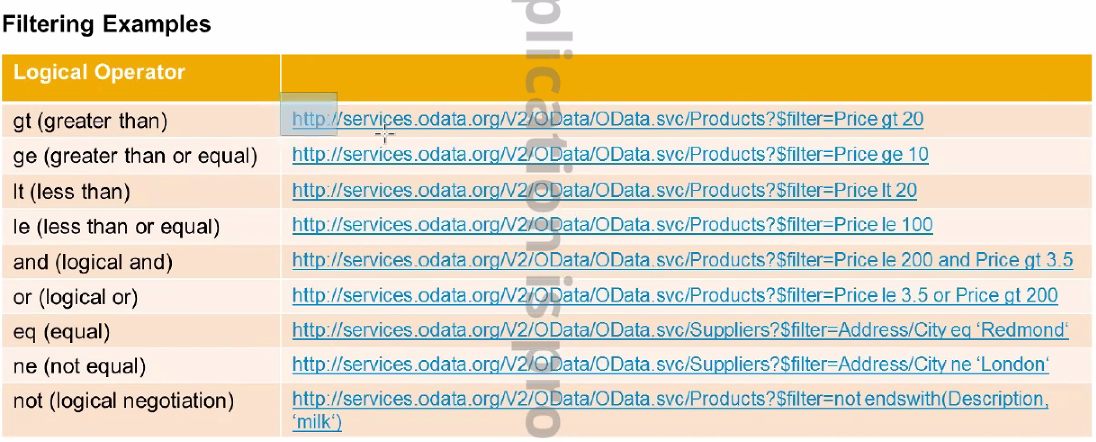 Filtering Examples
Logical Operator
gt (greater than) http://services.odata.org/V2/OData/OData.svc/Products?$filter=Price gt 20
ge (greater than or equal) http://services.odata.org/V2/OData/OData.svc/Products?$filter=Price ge 10
lt (less than) http://services.odata.org/V2/OData/OData.svc/Products?$filter=Price lt 20
le (less than or equal) http://services.odata.org/V2/OData/OData.svc/Products?$filter=Price le 100
and (logical and) http://services.odata.org/V2/OData/OData.svc/Products?$filter=Price le 200 and Price gt 3.5
or (logical or) http://services.odata.org/V2/OData/OData.svc/Products?$filter=Price le 3.5 or Price gt 200
eq (equal) http://services.odata.org/V2/OData/OData.svc/Suppliers?$filter=Address/City eq ‘Redmond‘
ne (not equal) http://services.odata.org/V2/OData/OData.svc/Suppliers?$filter=Address/City ne ‘London‘
not (logical negotiation) http://services.odata.org/V2/OData/OData.svc/Products?$filter=not endswith(Description,
‘milk‘)